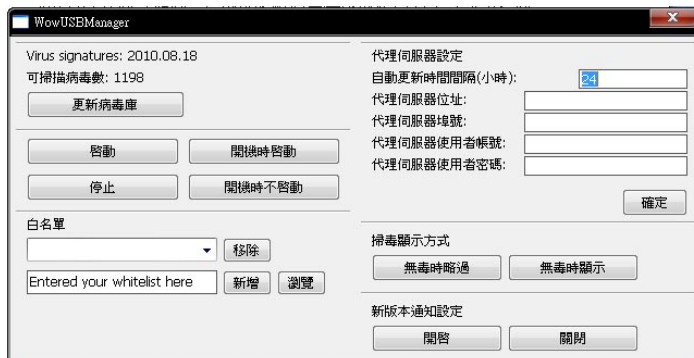 WowUSBManager
Virus signatures: 2010.08.18
可掃描病毒數: 1198
更新病毒庫
啓動
開機時啓動
停止
開機時不啓動
白名單
移除
Entered your whitelist here
新增
瀏覽
代理伺服器設定
自動更新時間間隔(小時):
24
代理伺服器位址:
代理伺服器埠號:
代理伺服器使用者帳號:
代理伺服器使用者密碼:
確定
掃毒顯示方式
無毒時略過
無毒時顯示
新版本通知設定
開啓
關閉